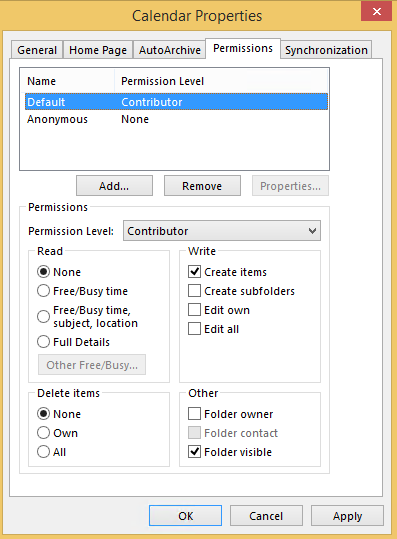 Calendar Properties
General Home Page AutoArchive Permissions Synchronization
Name Permission Level
Default Contributor
Anonymous None
Add... Remove Properties...
Permissions
Permission Level: Contributor
Read
None
Free/Busy time
Free/Busy time,
subject, location
Full Details
Other Free/Busy...
Write
Create items
Create subfolders
Edit own
Edit all
Delete items
None
Own
All
Other
Folder owner
Folder contact
Folder visible
OK Cancel Apply